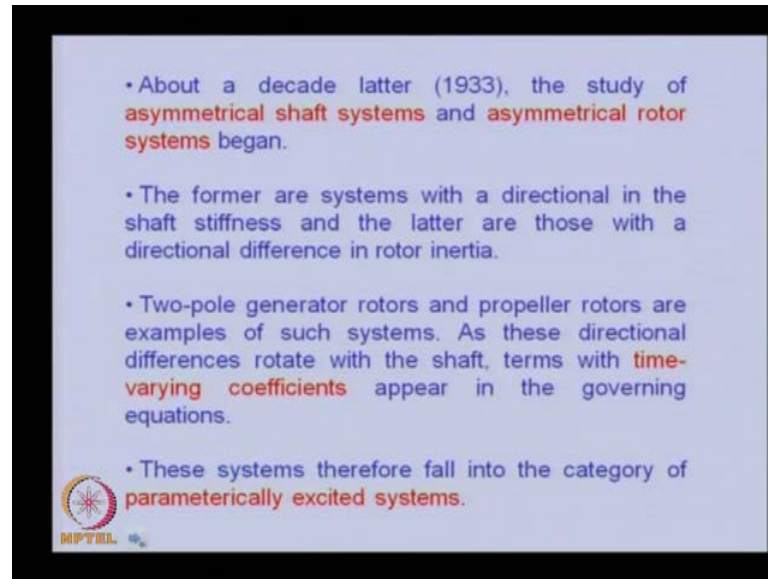 • About a decade latter (1933), the study of
asymmetrical shaft systems and asymmetrical rotor
systems began.
• The former are systems with a directional in the
shaft stiffness and the latter are those with a
directional difference in rotor inertia.
• Two-pole generator rotors and propeller rotors are
examples of such systems. As these directional
differences rotate with the shaft, terms with time-
varying coefficients appear in the governing
equations.
• These systems therefore fall into the category of
parameterically excited systems.
NPTEL